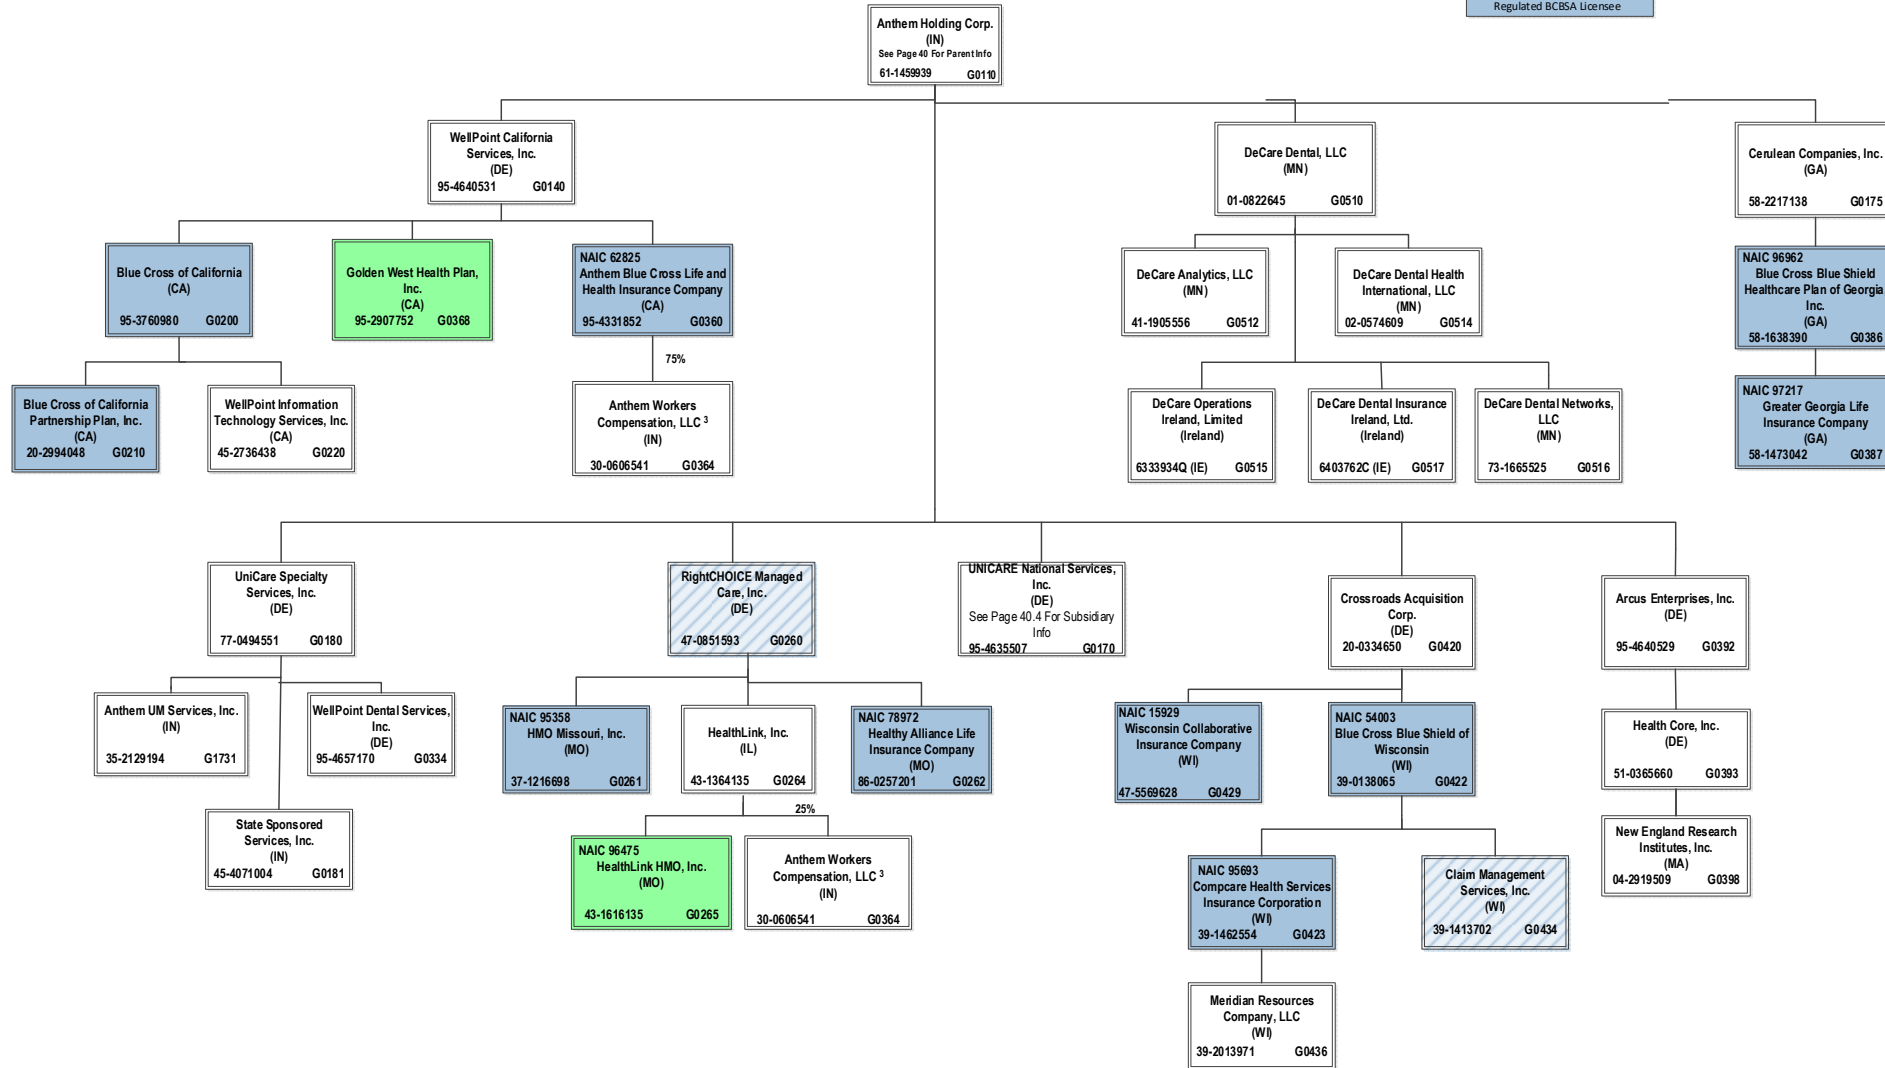 Regulated BCBSA Licensee
Anthem Holding Corp.
(IN)
See Page 40 For Parent Info
61-1459939 G0110
WellPoint California
Services, Inc.
(DE)
95-4640531 G0140
DeCare Dental, LLC
(MN)
01-0822645 G0510
Cerulean Companies, Inc.
(GA)
58-2217138 G0175
Blue Cross of California
(CA)
95-3760980 G0200
Golden West Health Plan,
Inc.
(CA)
95-2907752 G0368
NAIC 62825
Anthem Blue Cross Life and
Health Insurance Company
(CA)
95-4331852 G0360
DeCare Analytics, LLC
(MN)
41-1905556 G0512
DeCare Dental Health
International, LLC
(MN)
02-0574609 G0514
NAIC 96962
Blue Cross Blue Shield
Healthcare Plan of Georgia,
Inc.
(GA)
58-1638390 G0386
75%
Blue Cross of California
Partnership Plan, Inc.
(CA)
20-2994048 G0210
WellPoint Information
Technology Services, Inc.
(CA)
45-2736438 G0220
Anthem Workers
Compensation, LLC 3
(IN)
30-0606541 G0364
DeCare Operations
Ireland, Limited
(Ireland)
6333934Q (IE) G0515
DeCare Dental Insurance
Ireland, Ltd.
(Ireland)
6403762C (IE) G0517
DeCare Dental Networks,
LLC
(MN)
73-1665525 G0516
NAIC 97217
Greater Georgia Life
Insurance Company
(GA)
58-1473042 G0387
UniCare Specialty
Services, Inc.
(DE)
77-0494551 G0180
RightCHOICE Managed
Care, Inc.
(DE)
47-0851593 G0260
UNICARE National Services,
Inc.
(DE)
See Page 40.4 For Subsidiary
Info
95-4635507 G0170
Crossroads Acquisition
Corp.
(DE)
20-0334650 G0420
Arcus Enterprises, Inc.
(DE)
95-4640529 G0392
Anthem UM Services, Inc.
(IN)
35-2129194 G1731
WellPoint Dental Services,
Inc.
(DE)
95-4657170 G0334
NAIC 95358
HMO Missouri, Inc.
(MO)
37-1216698 G0261
HealthLink, Inc.
(IL)
43-1364135 G0264
NAIC 78972
Healthy Alliance Life
Insurance Company
(MO)
86-0257201 G0262
NAIC 15929
Wisconsin Collaborative
Insurance Company
(WI)
47-5569628 G0429
NAIC 54003
Blue Cross Blue Shield of
Wisconsin
(WI)
39-0138065 G0422
Health Core, Inc.
(DE)
51-0365660 G0393
25%
State Sponsored
Services, Inc.
(IN)
45-4071004 G0181
NAIC 96475
HealthLink HMO, Inc.
(MO)
43-1616135 G0265
Anthem Workers
Compensation, LLC 3
(IN)
30-0606541 G0364
NAIC 95693
Compcare Health Services
Insurance Corporation
(WI)
39-1462554 G0423
Claim Management
Services, Inc.
(WI)
39-1413702 G0434
New England Research
Institutes, Inc.
(MA)
04-2919509 G0398
Meridian Resources
Company, LLC
(WI)
39-2013971 G0436